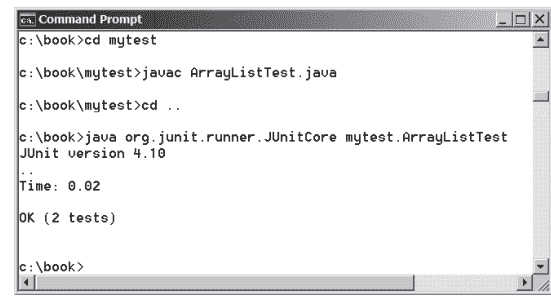 Command Prompt
c:\book>cd mytest
c:\book\mytest>javac ArrayListTest.java
c:\book\mytest>cd ..
c:\book>java org.junit.runner.JUnitCore mytest.ArrayListTest
JUnit version 4.10
..
Time: 0.02
OK (2 tests)
c:\book>